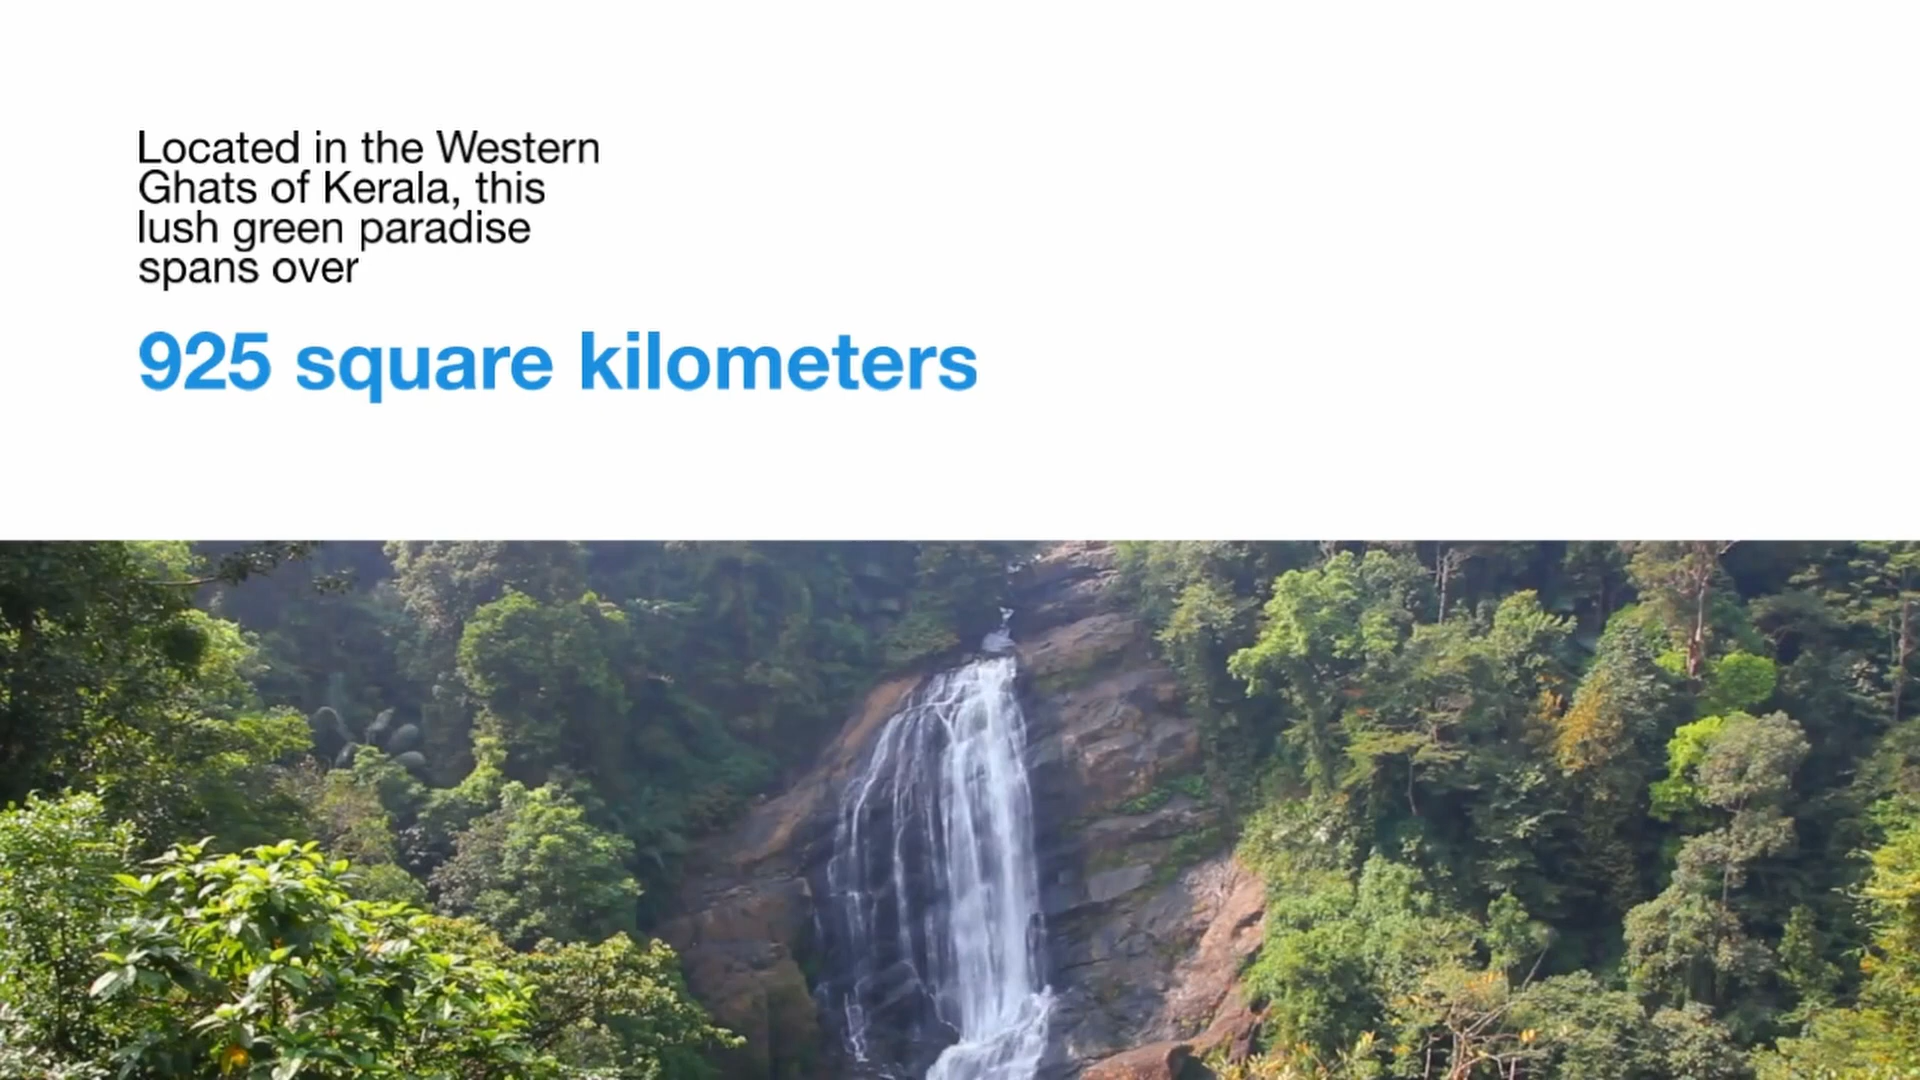 Located in the Western
Ghats of Kerala, this
lush green paradise
spans over
925 square kilometers